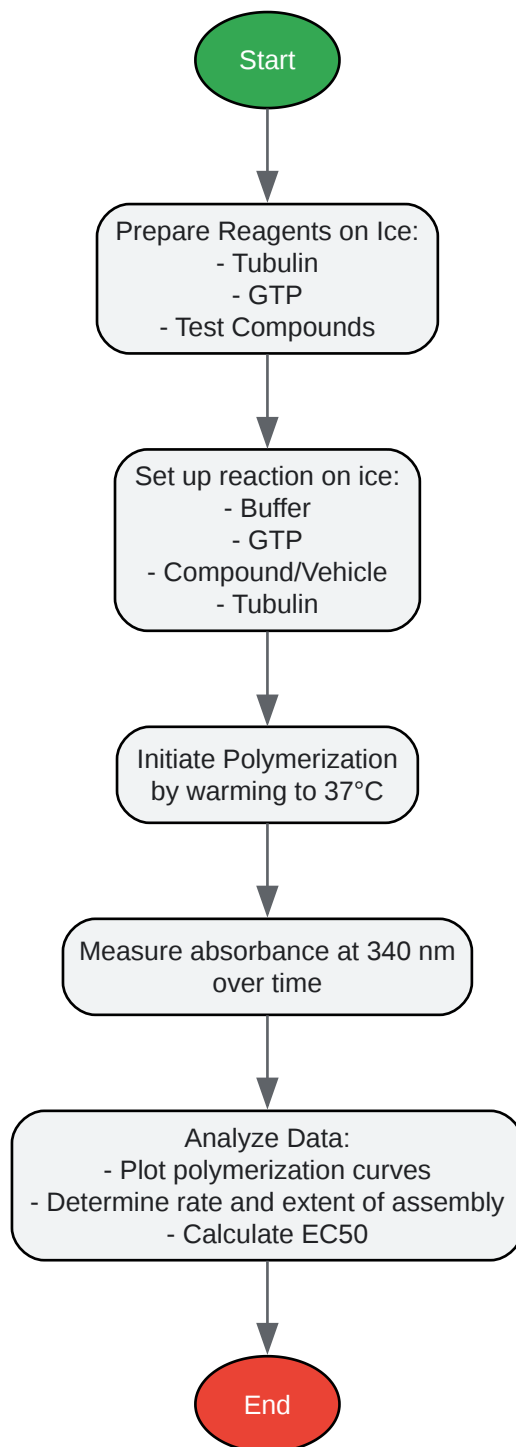 Start
Prepare Reagents on Ice:
- Tubulin
- GTP
- Test Compounds
Set up reaction on ice:
- Buffer
- GTP
- Compound/Vehicle
- Tubulin
Initiate Polymerization
by warming to 37°C
Measure absorbance at 340 nm
over time
Analyze Data:
- Plot polymerization curves
- Determine rate and extent of assembly
- Calculate EC50
End